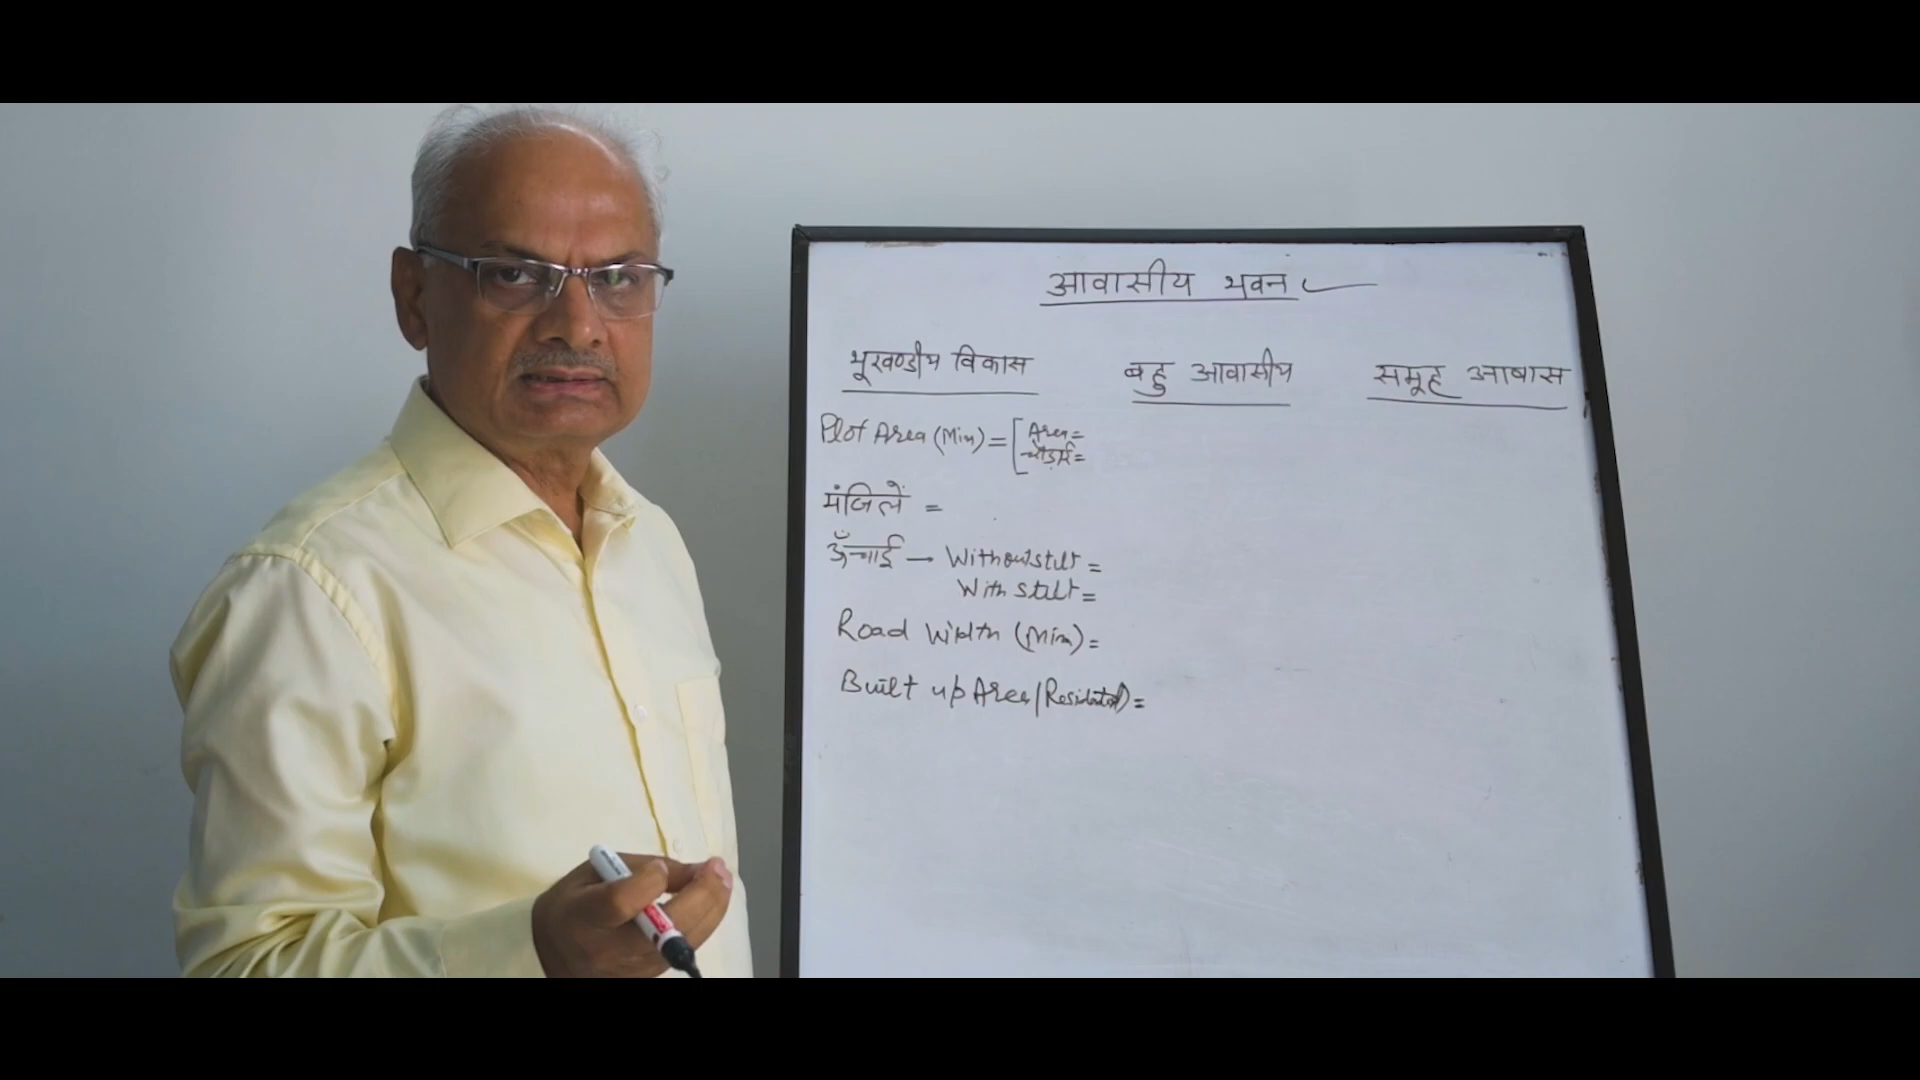 आवासीय भवन
भूखण्डीय विकास
बहु आवासीय
समूह आवास
Plot Area (Min) = [ Area =
चौड़ाई =
मंजिलें =
ऊँचाई — Without stilt =
With stilt =
Road Width (Min) =
Built up Area (Residential) =